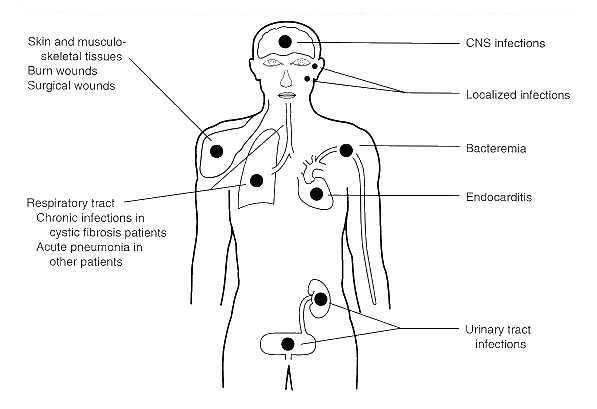 Skin and musculo-
skeletal tissues
Burn wounds
Surgical wounds
Respiratory tract
Chronic infections in
cystic fibrosis patients
Acute pneumonia in
other patients
CNS infections
Localized infections
Bacteremia
Endocarditis
Urinary tract
infections